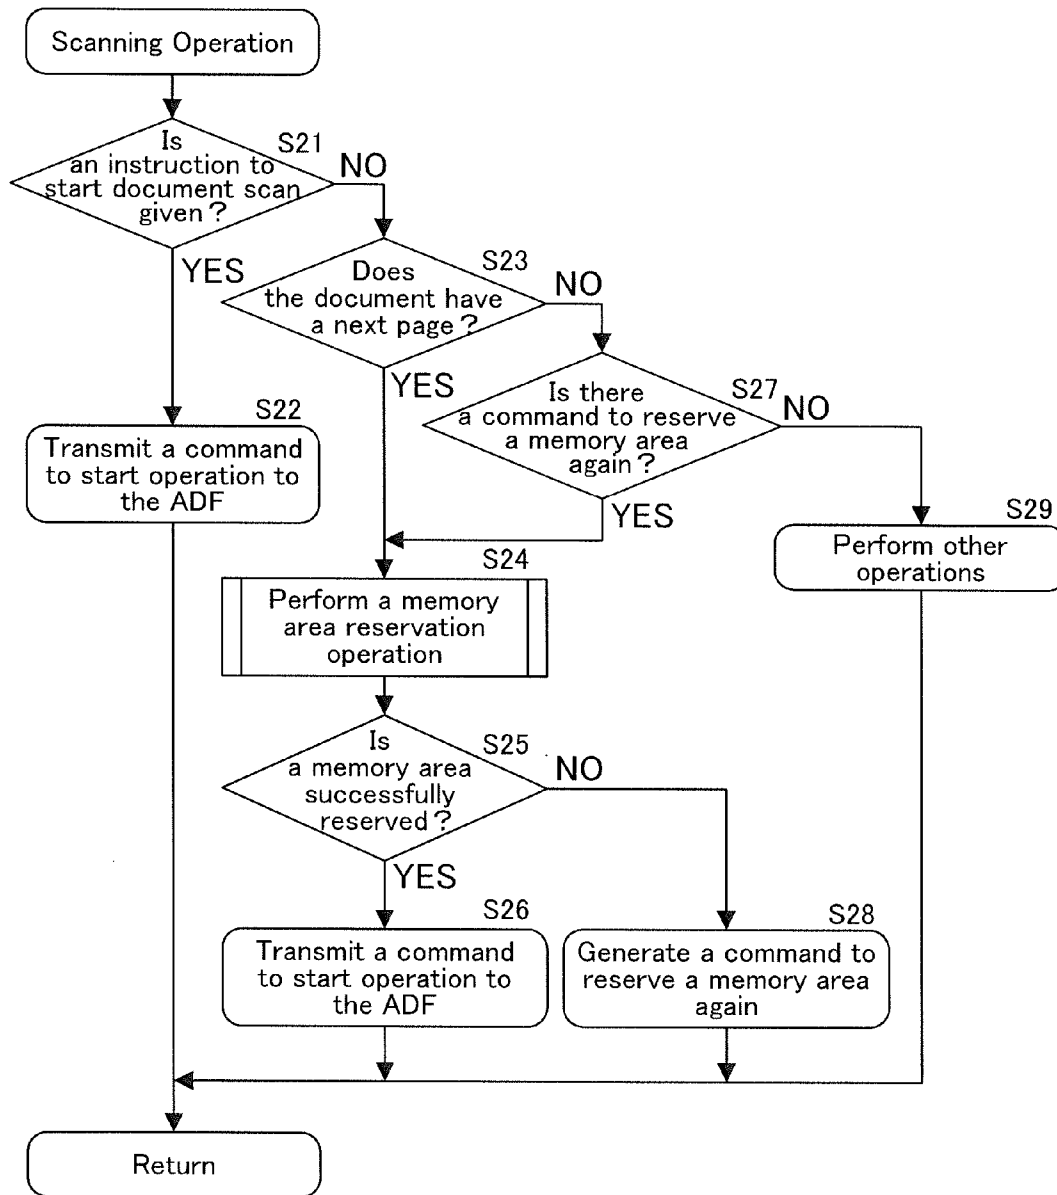 Scanning Operation
Is
an instruction to
start document scan
given?
S21
NO
YES
S23
Does
the document have
a next page?
NO
YES
S27
Is there
a command to reserve
a memory area
again?
NO
YES
S22
Transmit a command
to start operation to
the ADF
S29
Perform other
operations
S24
Perform a memory
area reservation
operation
S25
Is
a memory area
successfully
reserved?
NO
YES
S26
Transmit a command
to start operation to
the ADF
S28
Generate a command to
reserve a memory area
again
Return